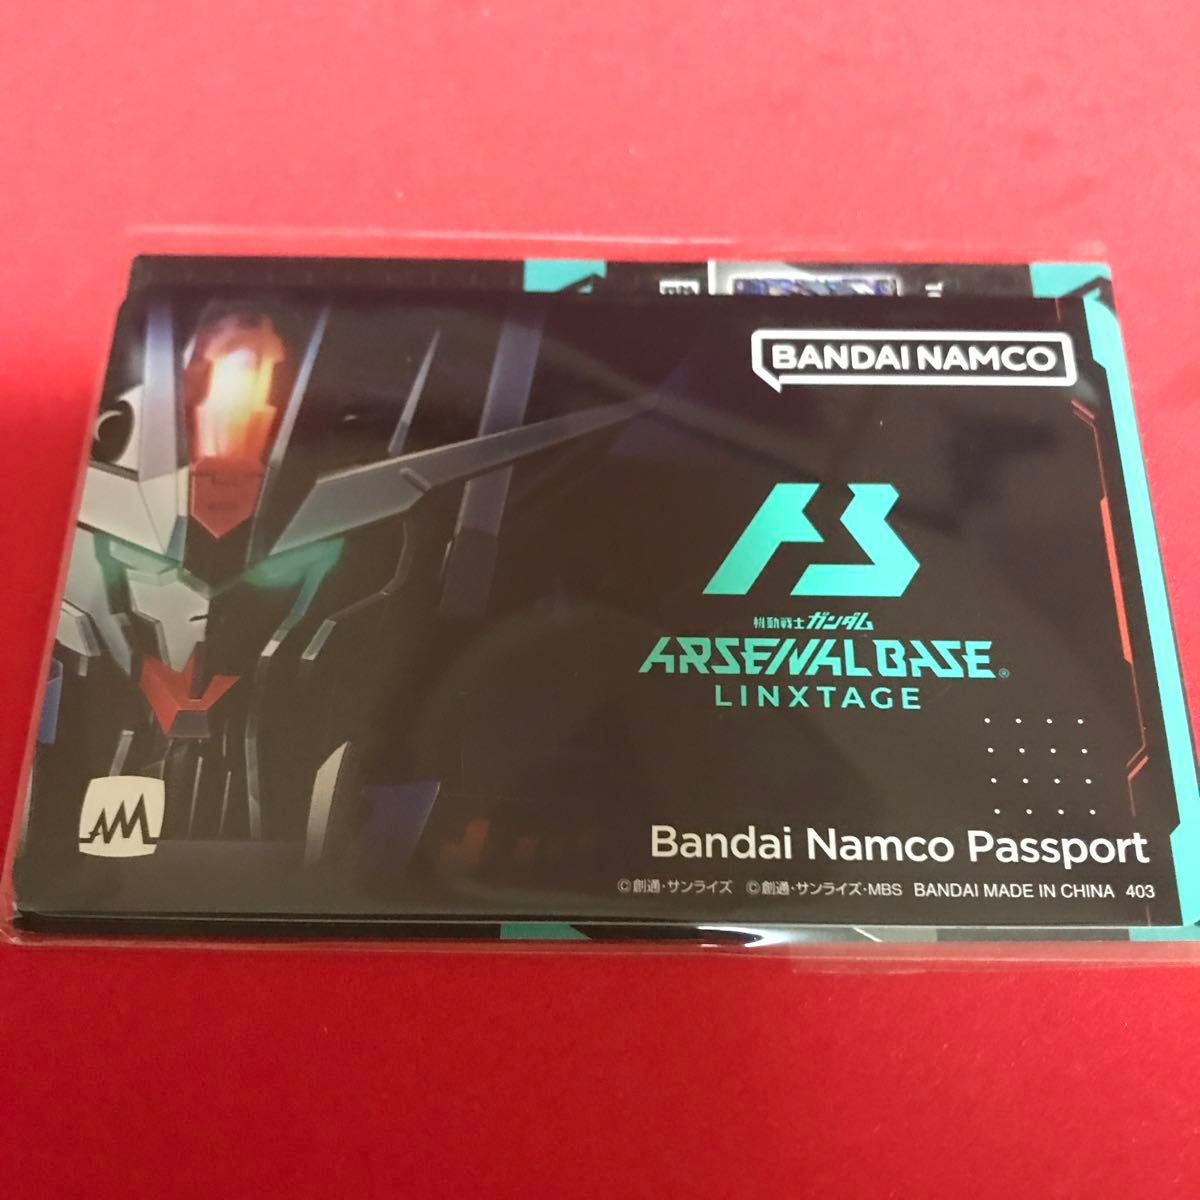 BANDAI NAMCO
機動戦士ガンダム
ARSENAL BASE®
LINXTAGE
Bandai Namco Passport
©創通・サンライズ ©創通・サンライズ・MBS BANDAI MADE IN CHINA 403